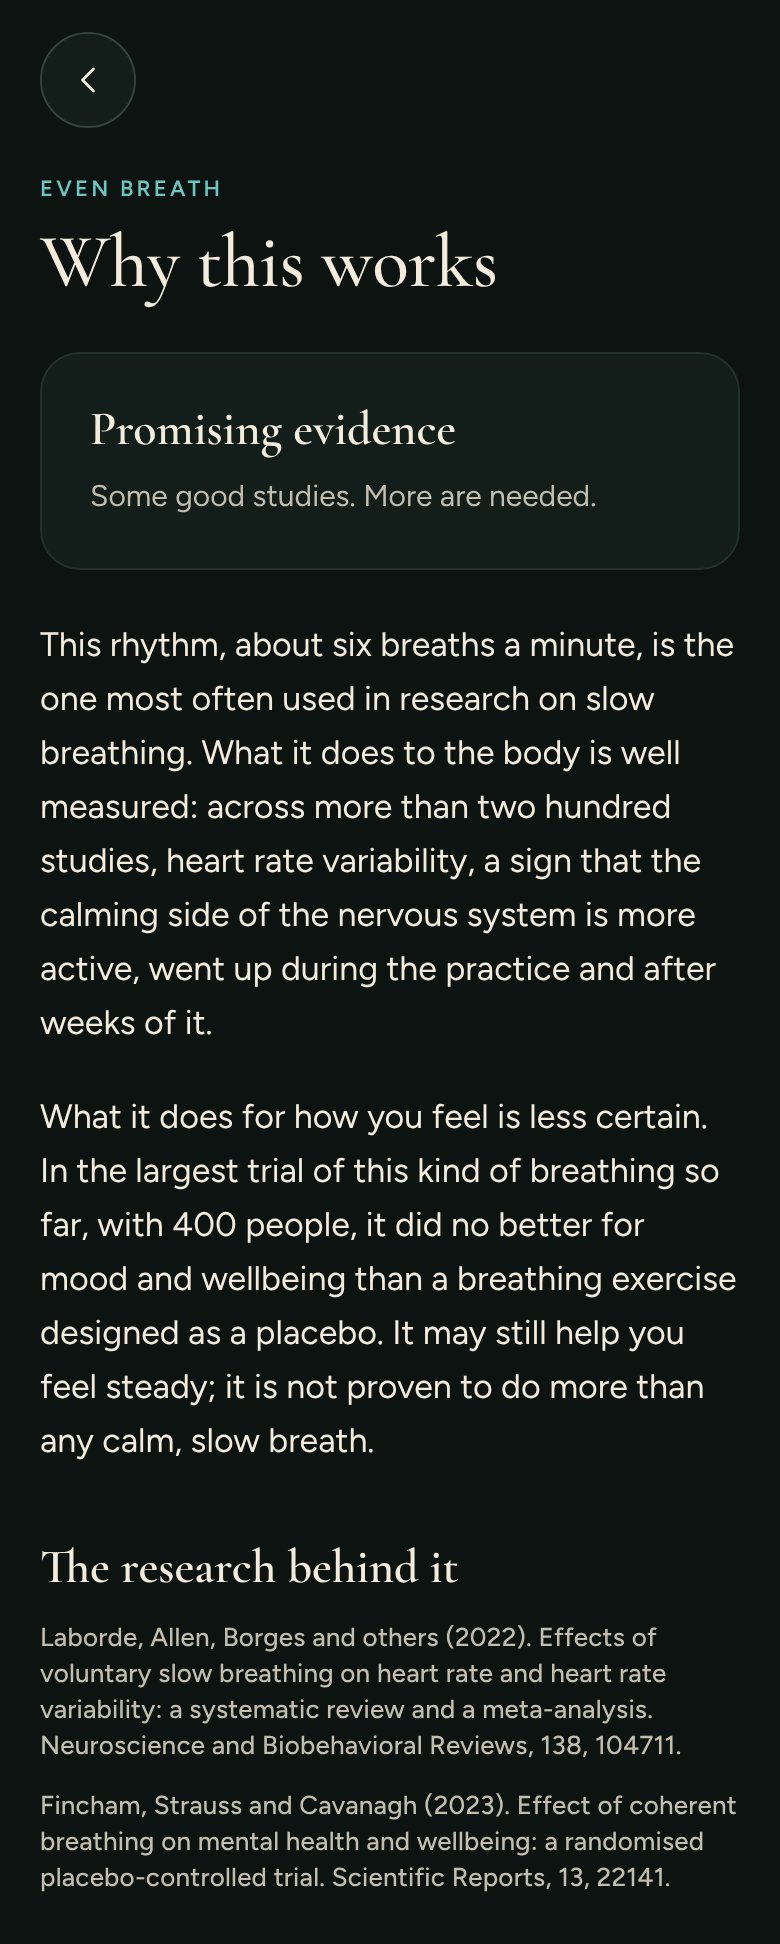 EVEN BREATH
Why this works
Promising evidence
Some good studies. More are needed.
This rhythm, about six breaths a minute, is the
one most often used in research on slow
breathing. What it does to the body is well
measured: across more than two hundred
studies, heart rate variability, a sign that the
calming side of the nervous system is more
active, went up during the practice and after
weeks of it.
What it does for how you feel is less certain.
In the largest trial of this kind of breathing so
far, with 400 people, it did no better for
mood and wellbeing than a breathing exercise
designed as a placebo. It may still help you
feel steady; it is not proven to do more than
any calm, slow breath.
The research behind it
Laborde, Allen, Borges and others (2022). Effects of
voluntary slow breathing on heart rate and heart rate
variability: a systematic review and a meta-analysis.
Neuroscience and Biobehavioral Reviews, 138, 104711.
Fincham, Strauss and Cavanagh (2023). Effect of coherent
breathing on mental health and wellbeing: a randomised
placebo-controlled trial. Scientific Reports, 13, 22141.